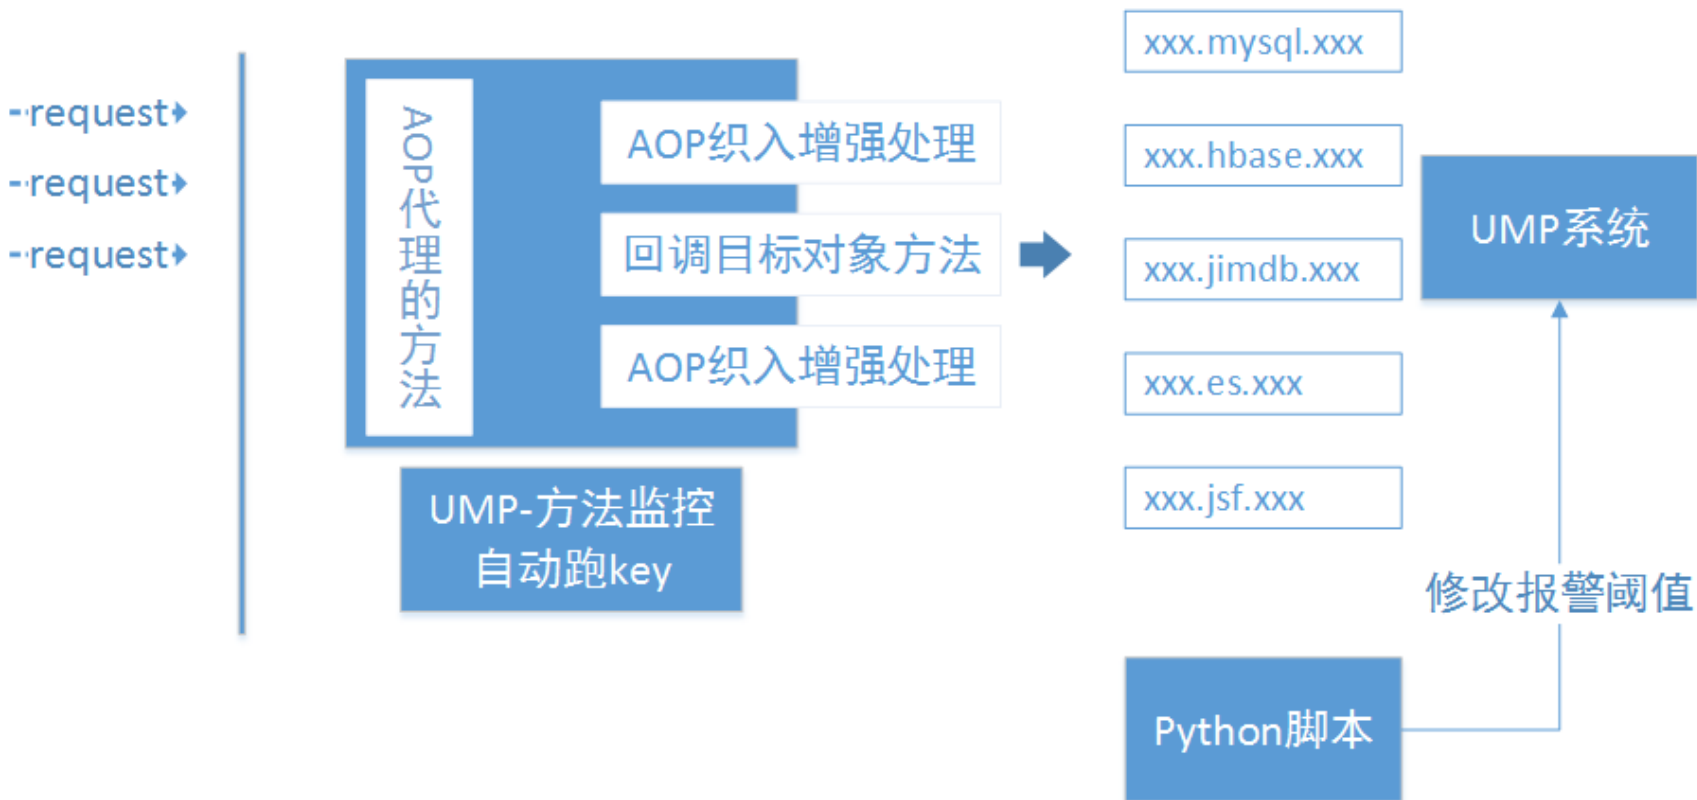 request
request
request
AOP代理的方法
AOP织入增强处理
回调目标对象方法
AOP织入增强处理
UMP-方法监控
自动跑key
xxx.mysql.xxx
xxx.hbase.xxx
xxx.jimdb.xxx
xxx.es.xxx
xxx.jsf.xxx
UMP系统
修改报警阈值
Python脚本